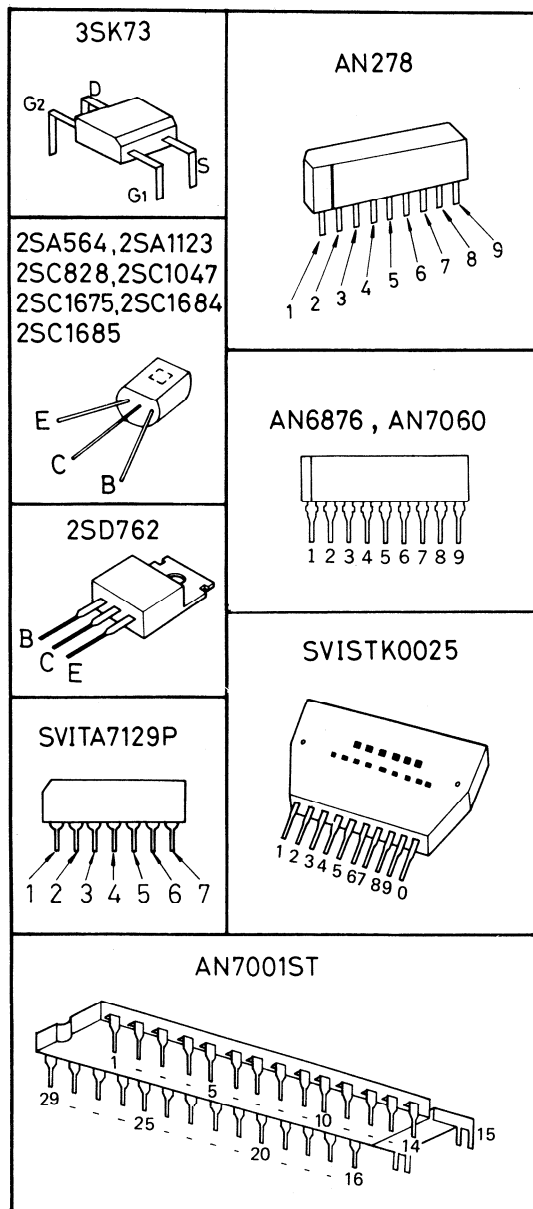 3SK73
D
G2
S
G1
2SA564,2SA1123
2SC828,2SC1047
2SC1675,2SC1684
2SC1685
E
C
B
2SD762
B
C
E
SVITA7129P
1 2 3 4 5 6 7
AN278
1 2 3 4 5 6 7 8 9
AN6876 , AN7060
1 2 3 4 5 6 7 8 9
SVISTK0025
1 2 3 4 5 6 7 8 9 0
AN7001ST
1 5 10 14 15
29 25 20 16